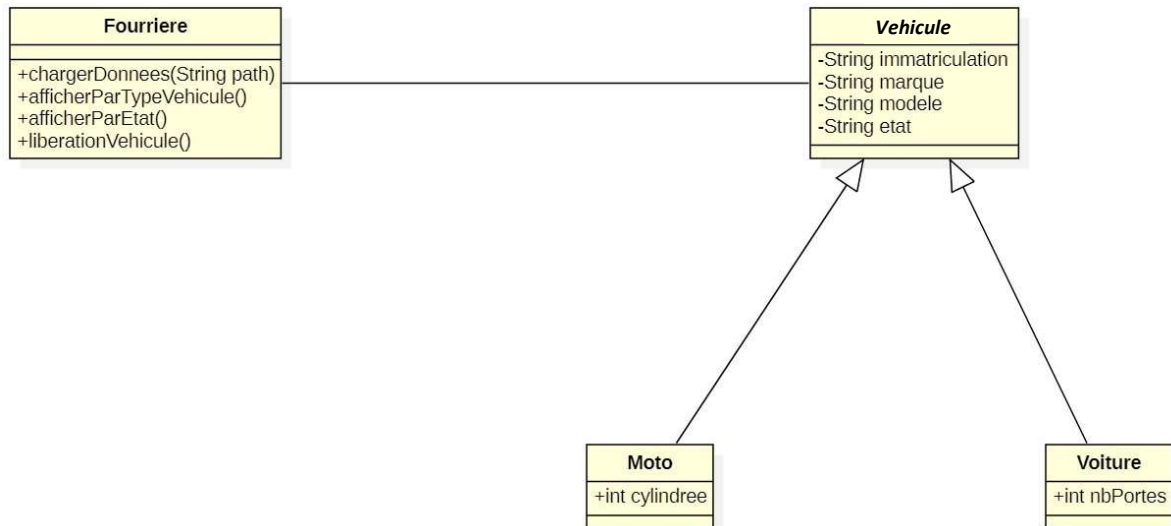 Fourriere
+chargerDonnees(String path)
+afficherParTypeVehicule()
+afficherParEtat()
+liberationVehicule()
Vehicule
-String immatriculation
-String marque
-String modele
-String etat
Moto
+int cylindree
Voiture
+int nbPortes